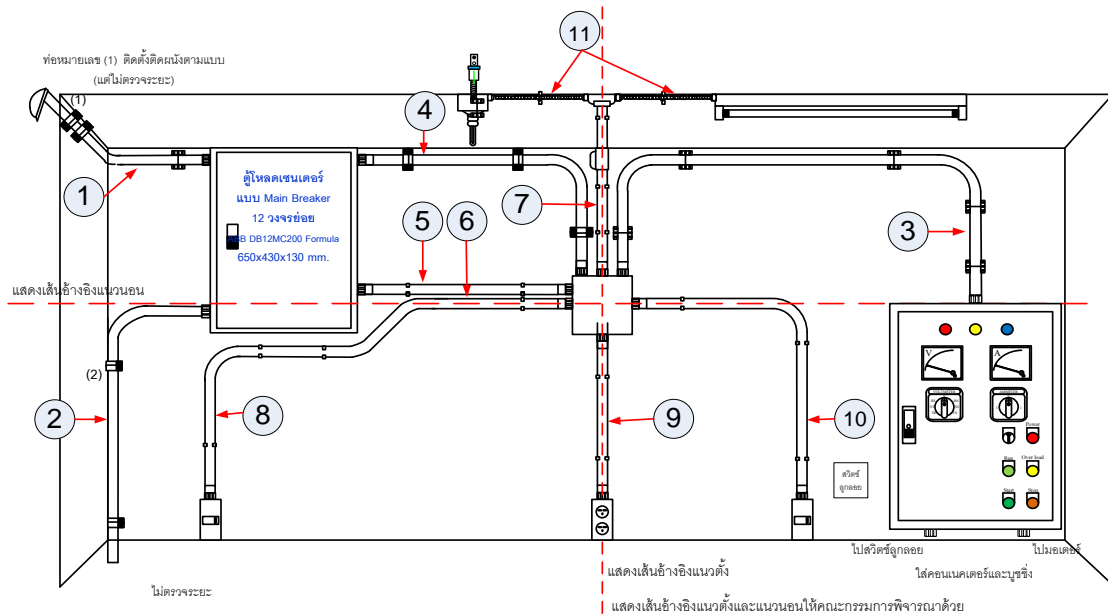 11
ท่อหมายเลข (1) ติดตั้งติดผนังตามแบบ
(แต่ไม่ตรวจระยะ)
(1)
4
1
ตู้โหลดเซนเตอร์
แบบ Main Breaker
12 วงจรย่อย
ABB DB12MC200 Formula
650x430x130 mm.
7
3
5
6
แสดงเส้นอ้างอิงแนวนอน
V
A
(2)
2
8
9
10
Power
สวิตซ์
ลูกลอย
Run
Over load
Start
Stop
ไปสวิตซ์ลูกลอย
ไปมอเตอร์
แสดงเส้นอ้างอิงแนวตั้ง
ใส่คอนเนคเตอร์และบูชชิ่ง
ไม่ตรวจระยะ
แสดงเส้นอ้างอิงแนวตั้งและแนวนอนให้คณะกรรมการพิจารณาด้วย